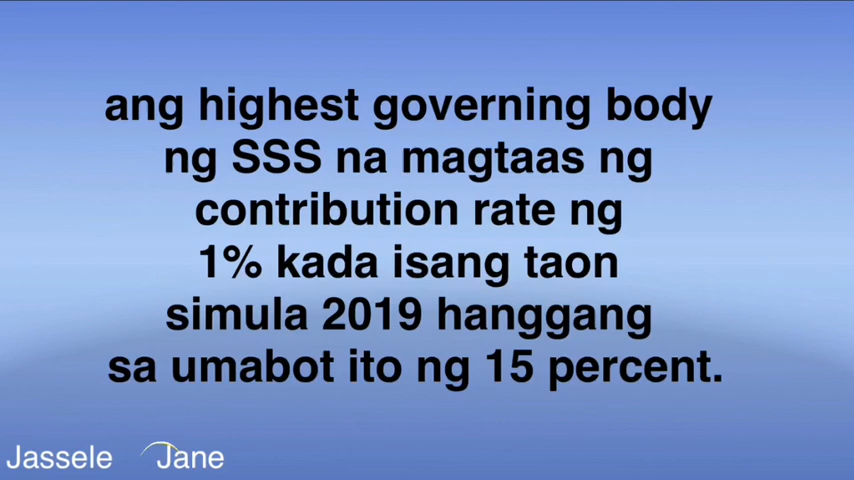 ang highest governing body
ng SSS na magtaas ng
contribution rate ng
1% kada isang taon
simula 2019 hanggang
sa umabot ito ng 15 percent.
Jassele Jane